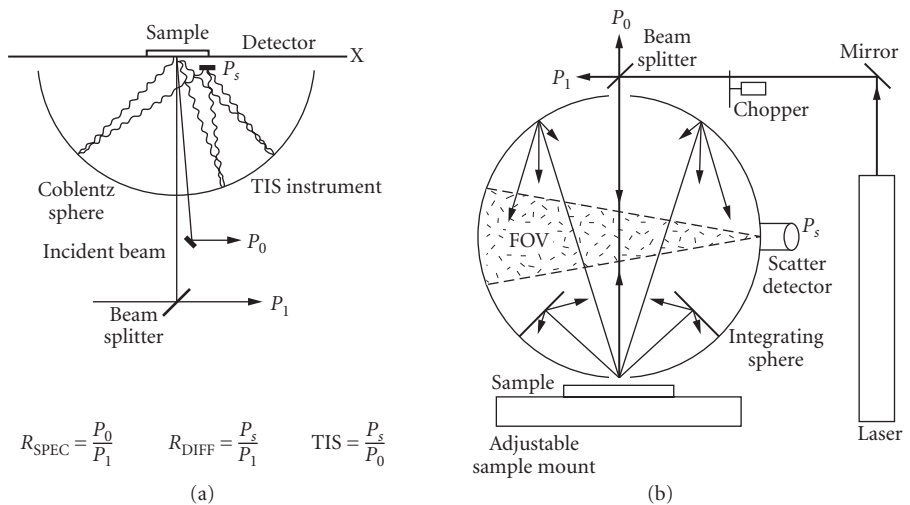 Sample
Detector
X
P_s
Coblentz
sphere
TIS instrument
Incident beam
P_0
Beam
splitter
P_1
R_SPEC = P_0/P_1
R_DIFF = P_s/P_1
TIS = P_s/P_0
(a)
P_0
Beam
splitter
Mirror
P_1
Chopper
FOV
P_s
Scatter
detector
Integrating
sphere
Sample
Adjustable
sample mount
Laser
(b)